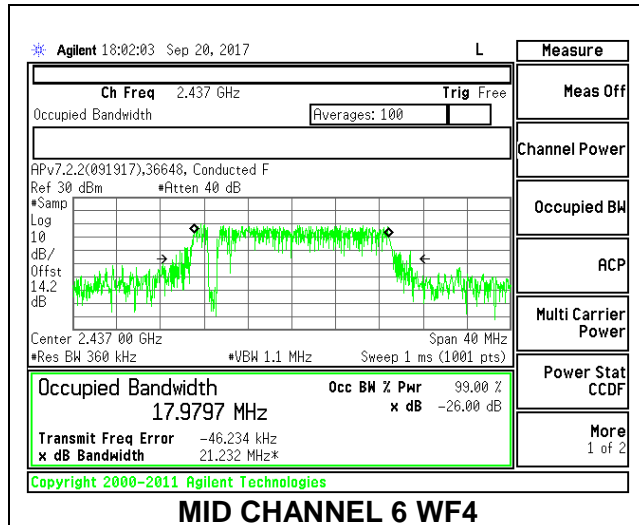 Agilent 18:02:03 Sep 20, 2017 L
Measure
Ch Freq 2.437 GHz Trig Free
Occupied Bandwidth Averages: 100
APv7.2.2(091917),36648, Conducted F
Ref 30 dBm #Atten 40 dB
#Samp
Log
10
dB/
Offst
14.2
dB
Center 2.437 00 GHz Span 40 MHz
#Res BW 360 kHz #VBW 1.1 MHz Sweep 1 ms (1001 pts)
Occupied Bandwidth Occ BW % Pwr 99.00 %
17.9797 MHz x dB -26.00 dB
Transmit Freq Error -46.234 kHz
x dB Bandwidth 21.232 MHz*
Copyright 2000-2011 Agilent Technologies
Meas Off
Channel Power
Occupied BW
ACP
Multi Carrier
Power
Power Stat
CCDF
More
1 of 2
MID CHANNEL 6 WF4